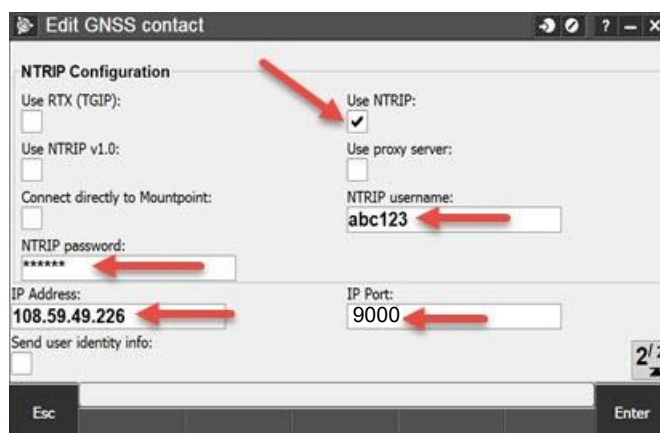 Edit GNSS contact
? – X
NTRIP Configuration
Use RTX (TGIP):
Use NTRIP:
Use NTRIP v1.0:
Use proxy server:
Connect directly to Mountpoint:
NTRIP username:
abc123
NTRIP password:
******
IP Address:
IP Port:
108.59.49.226
9000
Send user identity info:
2/2
Esc
Enter